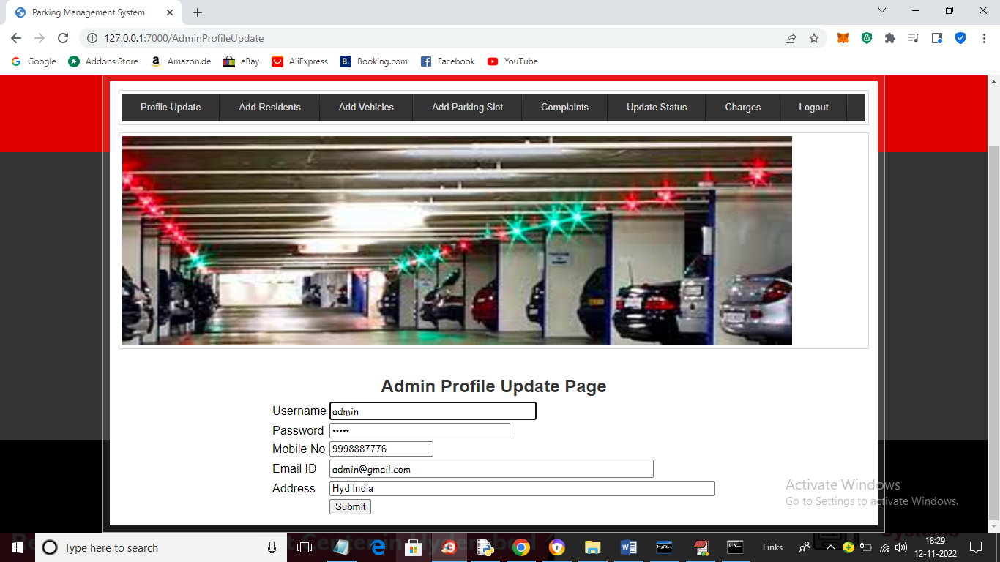 Parking Management System
127.0.0.1:7000/AdminProfileUpdate
Google Addons Store Amazon.de eBay AliExpress Booking.com Facebook YouTube
Profile Update Add Residents Add Vehicles Add Parking Slot Complaints Update Status Charges Logout
Admin Profile Update Page
Username admin
Password •••••
Mobile No 9998887776
Email ID admin@gmail.com
Address Hyd India
Submit
Activate Windows
Go to Settings to activate Windows.
Type here to search
Links
18:29
12-11-2022